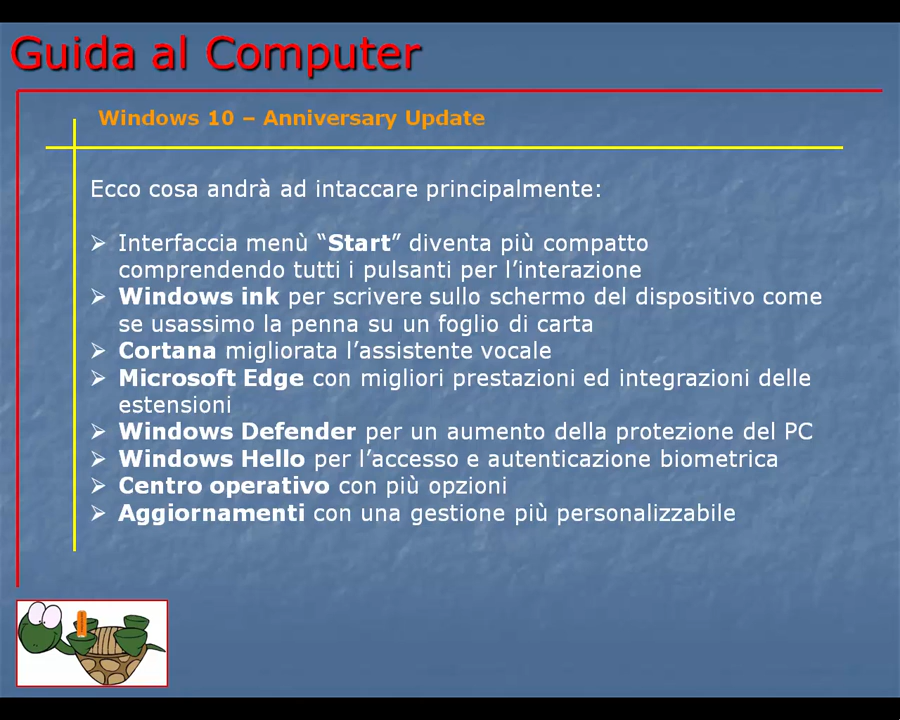 Guida al Computer
Windows 10 – Anniversary Update
Ecco cosa andrà ad intaccare principalmente:
Interfaccia menù “Start” diventa più compatto
comprendendo tutti i pulsanti per l’interazione
Windows ink per scrivere sullo schermo del dispositivo come
se usassimo la penna su un foglio di carta
Cortana migliorata l’assistente vocale
Microsoft Edge con migliori prestazioni ed integrazioni delle
estensioni
Windows Defender per un aumento della protezione del PC
Windows Hello per l’accesso e autenticazione biometrica
Centro operativo con più opzioni
Aggiornamenti con una gestione più personalizzabile